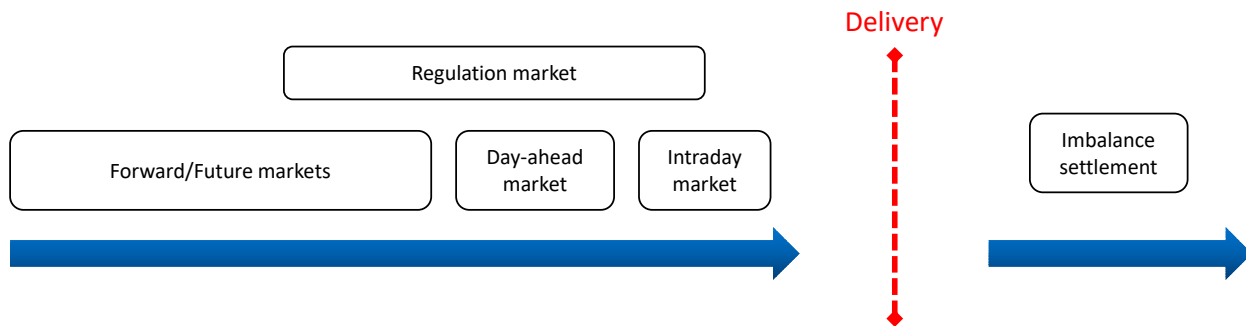 Delivery
Regulation market
Forward/Future markets
Day-ahead
market
Intraday
market
Imbalance
settlement